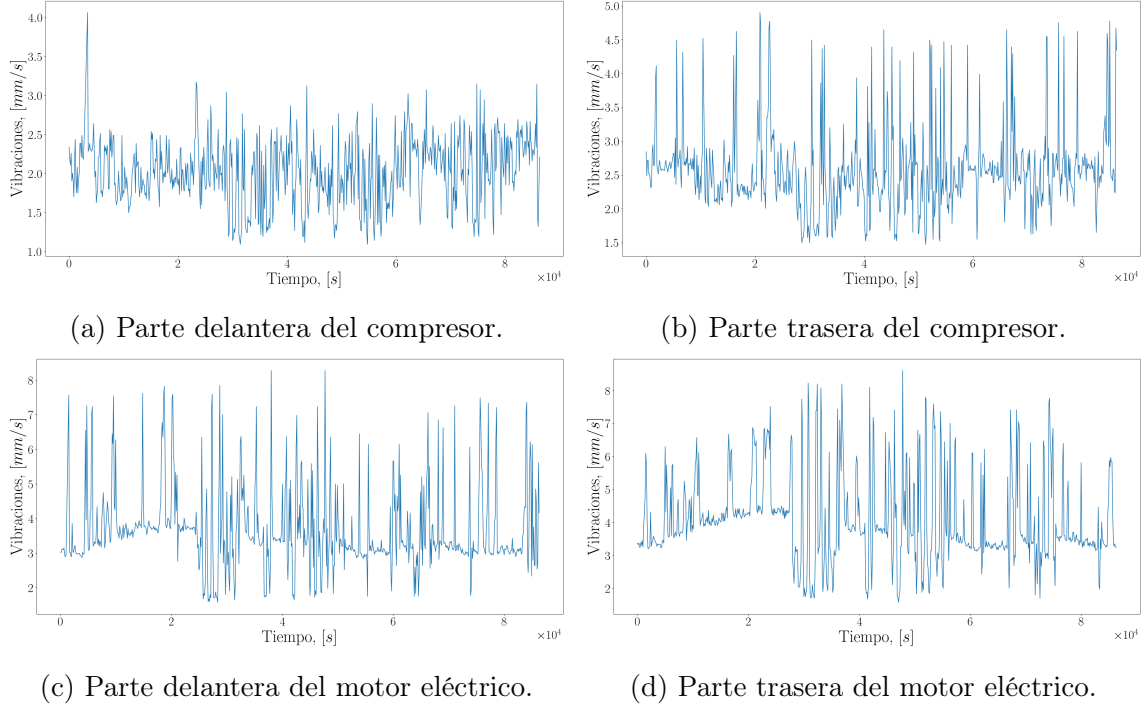 4.0
3.5
3.0
2.5
2.0
1.5
1.0
Vibraciones, [mm/s]
0 2 4 6 8
×10⁴
Tiempo, [s]
(a) Parte delantera del compresor.
5.0
4.5
4.0
3.5
3.0
2.5
2.0
1.5
Vibraciones, [mm/s]
0 2 4 6 8
×10⁴
Tiempo, [s]
(b) Parte trasera del compresor.
8
7
6
5
4
3
2
Vibraciones, [mm/s]
0 2 4 6 8
×10⁴
Tiempo, [s]
(c) Parte delantera del motor eléctrico.
8
7
6
5
4
3
2
Vibraciones, [mm/s]
0 2 4 6 8
×10⁴
Tiempo, [s]
(d) Parte trasera del motor eléctrico.